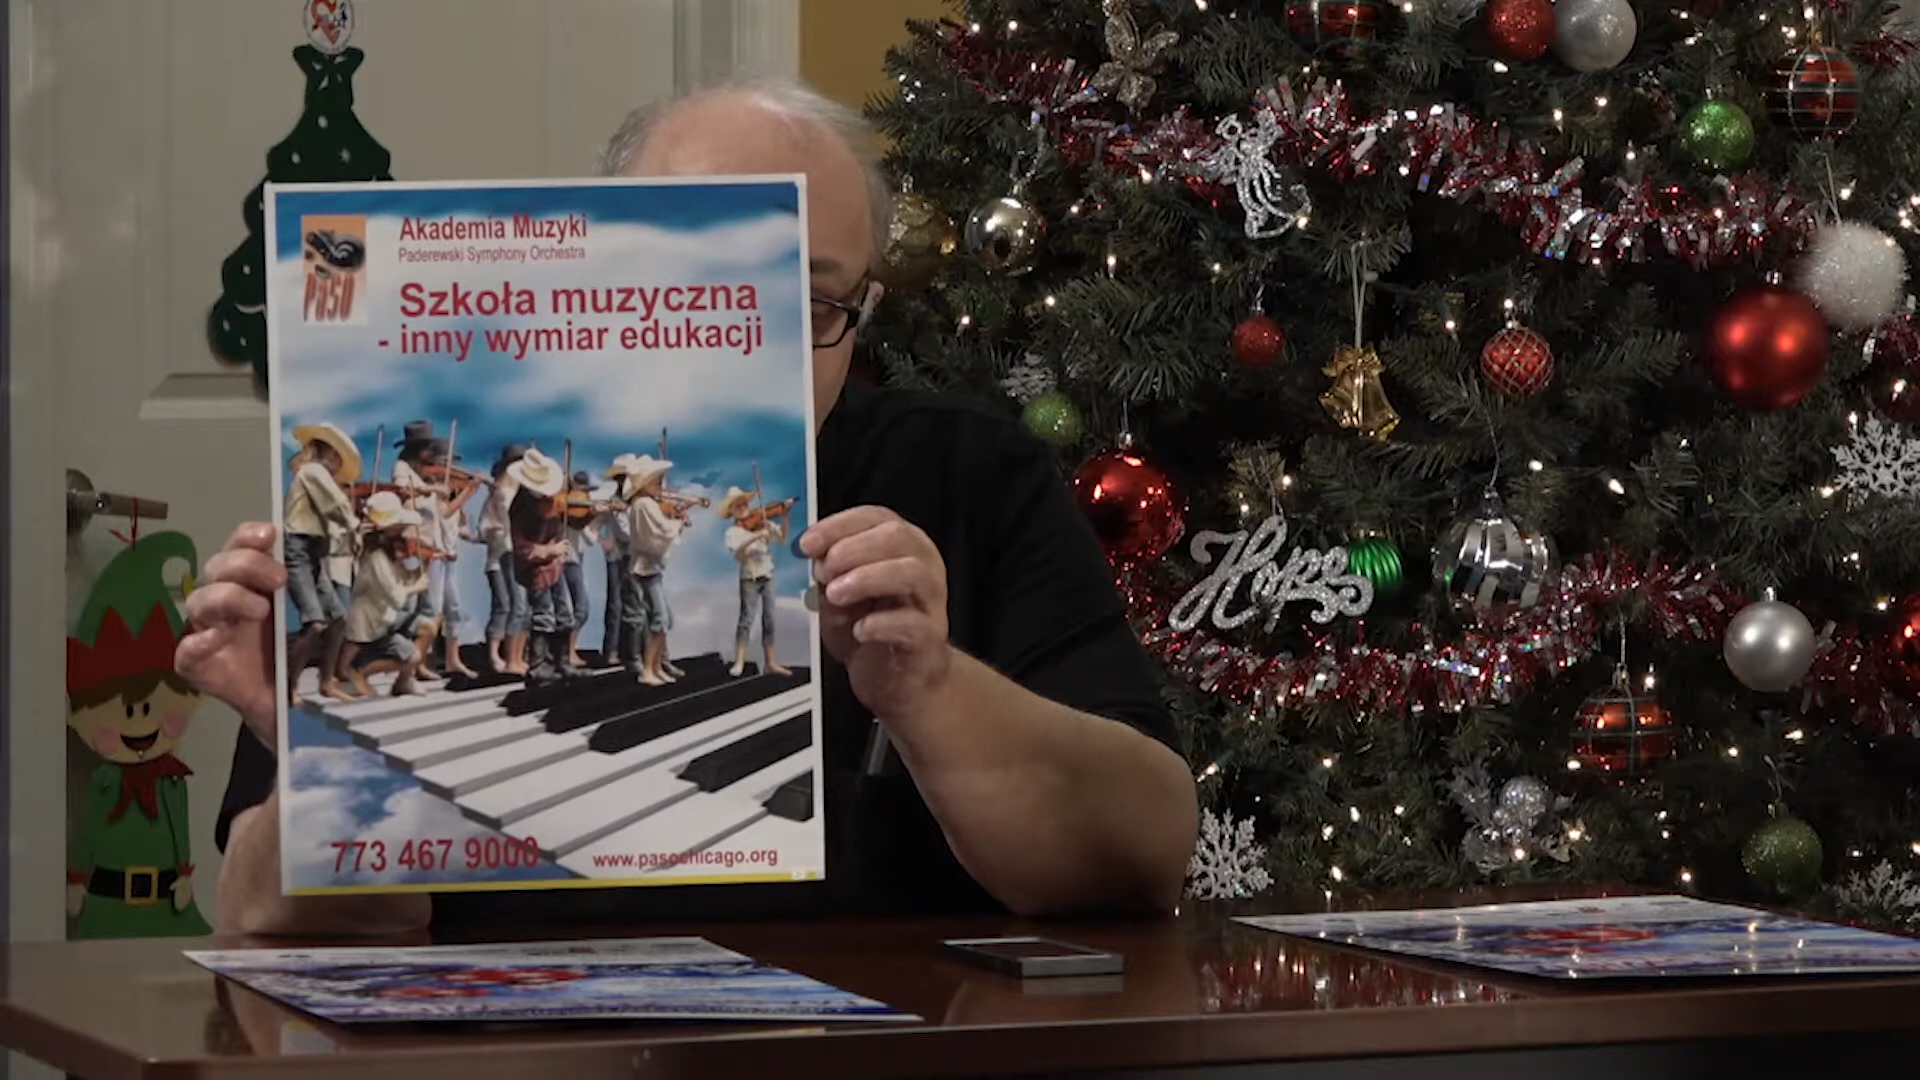 PaSO
Akademia Muzyki
Paderewski Symphony Orchestra
Szkoła muzyczna
- inny wymiar edukacji
773 467 9000
www.pasochicago.org
Hope